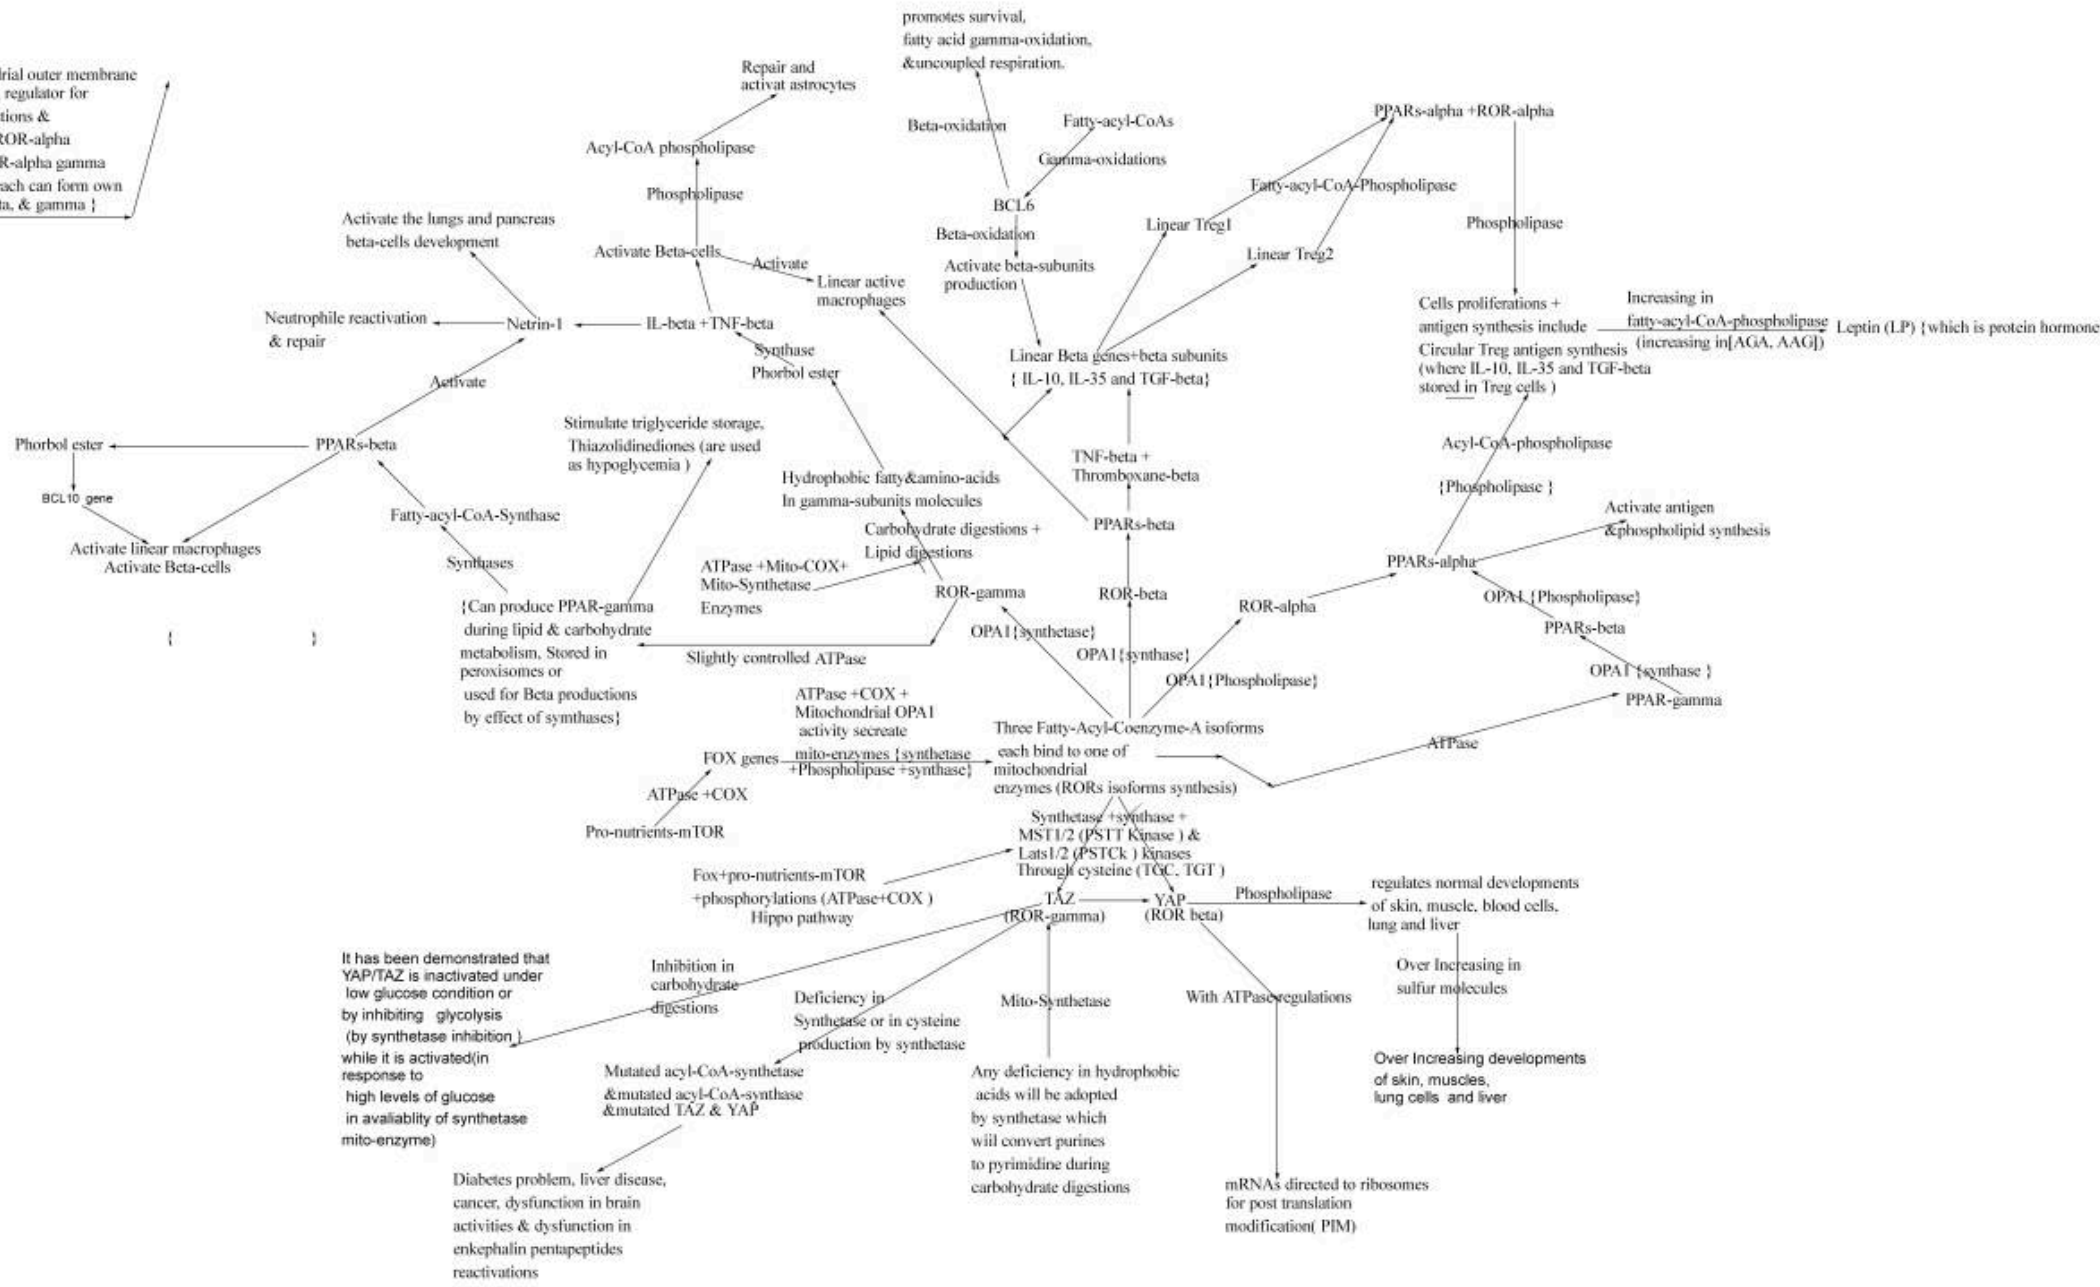 promotes survival,
fatty acid gamma-oxidation,
&uncoupled respiration.
rial outer membrane
regulator for
tions &
ROR-alpha
R-alpha gamma
each can form own
ta, & gamma }
Repair and
activat astrocytes
Acyl-CoA phospholipase
Phospholipase
Activate Beta-cells
Activate
Linear active
macrophages
Activate the lungs and pancreas
beta-cells development
Neutrophile reactivation
& repair
Netrin-1
IL-beta +TNF-beta
Synthase
Phorbol ester
Activate
Phorbol ester
PPARs-beta
BCL10 gene
Activate linear macrophages
Activate Beta-cells
Fatty-acyl-CoA-Synthase
Synthases
Stimulate triglyceride storage,
Thiazolidinediones (are used
as hypoglycemia )
{Can produce PPAR-gamma
during lipid & carbohydrate
metabolism, Stored in
peroxisomes or
used for Beta productions
by effect of symthases}
{ }
Hydrophobic fatty&amino-acids
In gamma-subunits molecules
Carbohydrate digestions +
Lipid digestions
ATPase +Mito-COX+
Mito-Synthetase
Enzymes
ROR-gamma
Slightly controlled ATPase
Beta-oxidation
Fatty-acyl-CoAs
Gamma-oxidations
BCL6
Beta-oxidation
Activate beta-subunits
production
Linear Beta genes+beta subunits
{ IL-10, IL-35 and TGF-beta}
TNF-beta +
Thromboxane-beta
PPARs-beta
ROR-beta
Linear Treg1
Linear Treg2
Fatty-acyl-CoA-Phospholipase
PPARs-alpha +ROR-alpha
Phospholipase
Cells proliferations +
antigen synthesis include
Circular Treg antigen synthesis
(where IL-10, IL-35 and TGF-beta
stored in Treg cells )
Increasing in
fatty-acyl-CoA-phospholipase
(increasing in[AGA, AAG])
Leptin (LP) {which is protein hormone
Acyl-CoA-phospholipase
{Phospholipase }
Activate antigen
&phospholipid synthesis
PPARs-alpha
ROR-alpha
OPA1 {Phospholipase}
PPARs-beta
OPA1 {synthase }
PPAR-gamma
ATPase
OPA1{synthetase}
OPA1{synthase}
OPA1{Phospholipase}
Three Fatty-Acyl-Coenzyme-A isoforms
each bind to one of
mitochondrial
enzymes (RORs isoforms synthesis)
ATPase +COX +
Mitochondrial OPA1
activity secreate
mito-enzymes {synthetase
+Phospholipase +synthase}
FOX genes
ATPase +COX
Pro-nutrients-mTOR
Synthetase +synthase +
MST1/2 (PSTT Kinase ) &
Lats1/2 (PSTCk ) kinases
Through cysteine (TGC, TGT )
Fox+pro-nutrients-mTOR
+phosphorylations (ATPase+COX )
Hippo pathway
TAZ
(ROR-gamma)
YAP
(ROR beta)
Phospholipase
regulates normal developments
of skin, muscle, blood cells,
lung and liver
Over Increasing in
sulfur molecules
Over Increasing developments
of skin, muscles,
lung cells and liver
With ATPase regulations
mRNAs directed to ribosomes
for post translation
modification( PIM)
Mito-Synthetase
Any deficiency in hydrophobic
acids will be adopted
by synthetase which
wiil convert purines
to pyrimidine during
carbohydrate digestions
Deficiency in
Synthetase or in cysteine
production by synthetase
Mutated acyl-CoA-synthetase
&mutated acyl-CoA-synthase
&mutated TAZ & YAP
Diabetes problem, liver disease,
cancer, dysfunction in brain
activities & dysfunction in
enkephalin pentapeptides
reactivations
Inhibition in
carbohydrate
digestions
It has been demonstrated that
YAP/TAZ is inactivated under
low glucose condition or
by inhibiting glycolysis
(by synthetase inhibition )
while it is activated(in
response to
high levels of glucose
in avaliablity of synthetase
mito-enzyme)